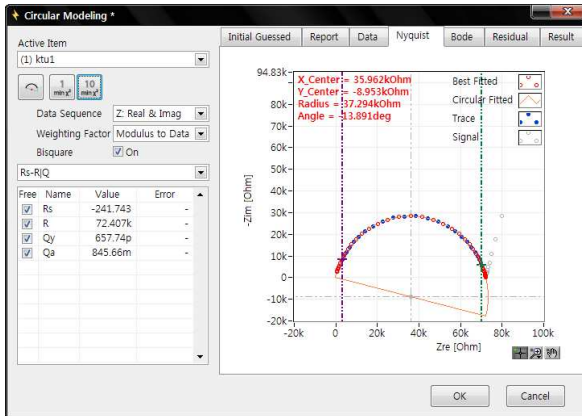 Circular Modeling *
Active Item
(1) ktu1
1 min χ²
10 min χ²
Data Sequence Z: Real & Imag
Weighting Factor Modulus to Data
Bisquare On
Rs-R|Q
Free Name Value Error
Rs -241.743 -
R 72.407k -
Qy 657.74p -
Qa 845.66m -
Initial Guessed Report Data Nyquist Bode Residual Result
X_Center = 35.962kOhm
Y_Center = -8.953kOhm
Radius = 37.294kOhm
Angle = -13.891deg
Best Fitted
Circular Fitted
Trace
Signal
-Zim [Ohm]
94.83k
80k
70k
60k
50k
40k
30k
20k
10k
0
-10k
-20k
-20k 0 20k 40k 60k 80k 100k
Zre [Ohm]
OK Cancel